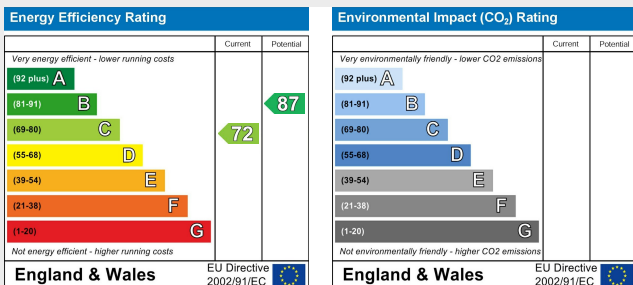 Energy Efficiency Rating
Current Potential
Very energy efficient - lower running costs
(92 plus) A
(81-91) B
87
(69-80) C
72
(55-68) D
(39-54) E
(21-38) F
(1-20) G
Not energy efficient - higher running costs
England & Wales
EU Directive
2002/91/EC
Environmental Impact (CO₂) Rating
Current Potential
Very environmentally friendly - lower CO2 emissions
(92 plus) A
(81-91) B
(69-80) C
(55-68) D
(39-54) E
(21-38) F
(1-20) G
Not environmentally friendly - higher CO2 emissions
England & Wales
EU Directive
2002/91/EC